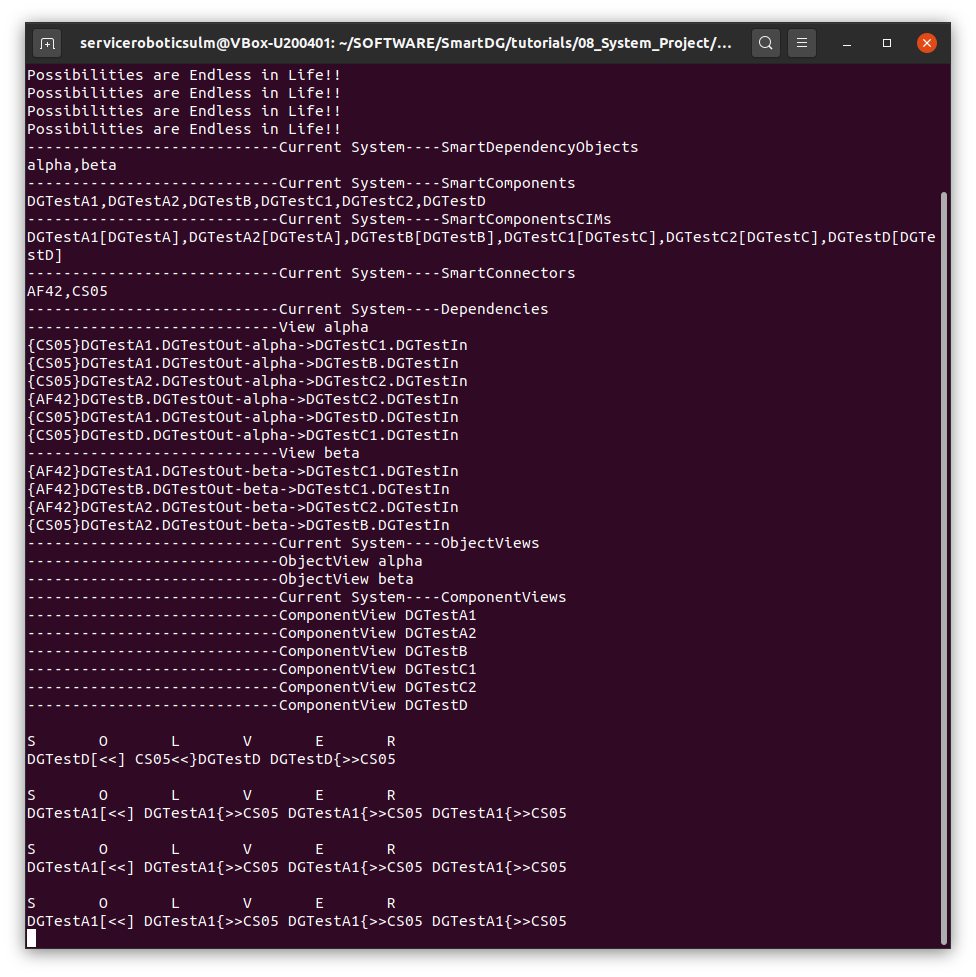 serviceroboticsulm@VBox-U200401: ~/SOFTWARE/SmartDG/tutorials/08_System_Project/...
Possibilities are Endless in Life!!
Possibilities are Endless in Life!!
Possibilities are Endless in Life!!
Possibilities are Endless in Life!!
----------------------------Current System----SmartDependencyObjects
alpha,beta
----------------------------Current System----SmartComponents
DGTestA1,DGTestA2,DGTestB,DGTestC1,DGTestC2,DGTestD
----------------------------Current System----SmartComponentsCIMs
DGTestA1[DGTestA],DGTestA2[DGTestA],DGTestB[DGTestB],DGTestC1[DGTestC],DGTestC2[DGTestC],DGTestD[DGTe
stD]
----------------------------Current System----SmartConnectors
AF42,CS05
----------------------------Current System----Dependencies
----------------------------View alpha
{CS05}DGTestA1.DGTestOut-alpha->DGTestC1.DGTestIn
{CS05}DGTestA1.DGTestOut-alpha->DGTestB.DGTestIn
{CS05}DGTestA2.DGTestOut-alpha->DGTestC2.DGTestIn
{AF42}DGTestB.DGTestOut-alpha->DGTestC2.DGTestIn
{CS05}DGTestA1.DGTestOut-alpha->DGTestD.DGTestIn
{CS05}DGTestD.DGTestOut-alpha->DGTestC1.DGTestIn
----------------------------View beta
{AF42}DGTestA1.DGTestOut-beta->DGTestC1.DGTestIn
{AF42}DGTestB.DGTestOut-beta->DGTestC1.DGTestIn
{AF42}DGTestA2.DGTestOut-beta->DGTestC2.DGTestIn
{CS05}DGTestA2.DGTestOut-beta->DGTestB.DGTestIn
----------------------------Current System----ObjectViews
----------------------------ObjectView alpha
----------------------------ObjectView beta
----------------------------Current System----ComponentViews
----------------------------ComponentView DGTestA1
----------------------------ComponentView DGTestA2
----------------------------ComponentView DGTestB
----------------------------ComponentView DGTestC1
----------------------------ComponentView DGTestC2
----------------------------ComponentView DGTestD
S       O       L       V       E       R
DGTestD[<<] CS05<<}DGTestD DGTestD{>>CS05
S       O       L       V       E       R
DGTestA1[<<] DGTestA1{>>CS05 DGTestA1{>>CS05 DGTestA1{>>CS05
S       O       L       V       E       R
DGTestA1[<<] DGTestA1{>>CS05 DGTestA1{>>CS05 DGTestA1{>>CS05
S       O       L       V       E       R
DGTestA1[<<] DGTestA1{>>CS05 DGTestA1{>>CS05 DGTestA1{>>CS05